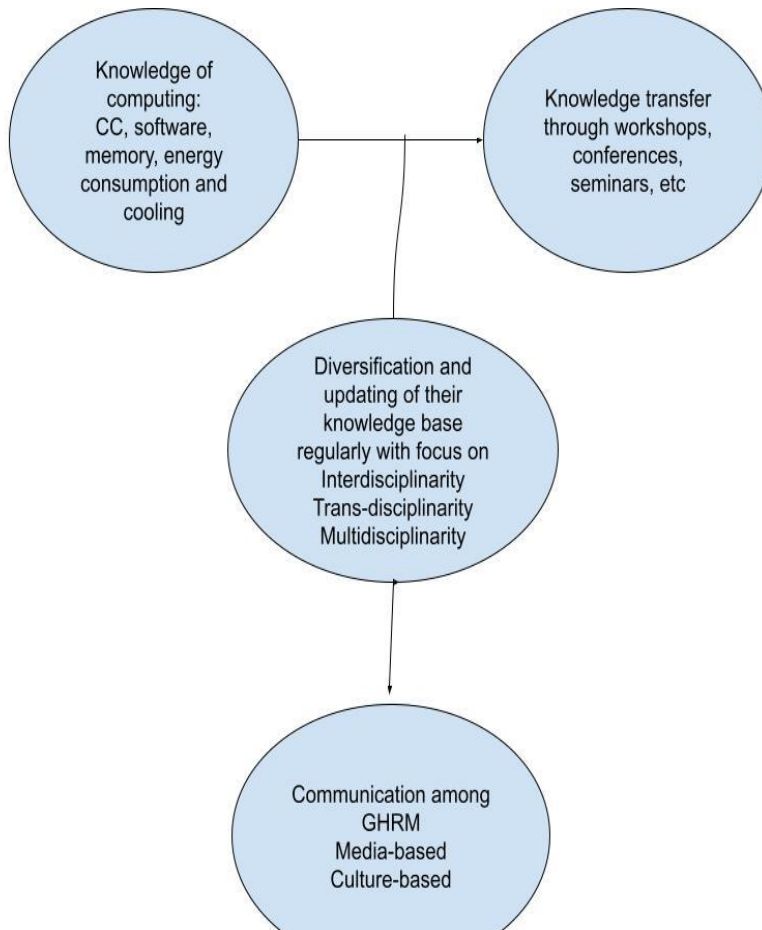 Knowledge of
computing:
CC, software,
memory, energy
consumption and
cooling
Knowledge transfer
through workshops,
conferences,
seminars, etc
Diversification and
updating of their
knowledge base
regularly with focus on
Interdisciplinarity
Trans-disciplinarity
Multidisciplinarity
Communication among
GHRM
Media-based
Culture-based